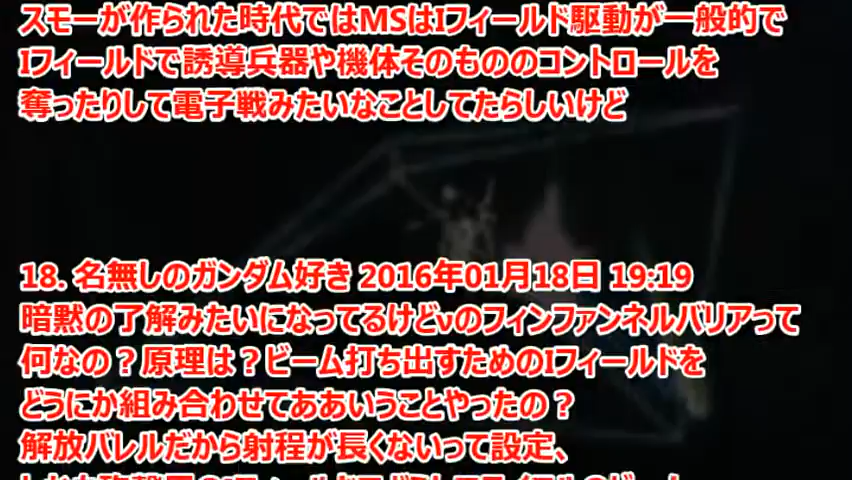 スモーが作られた時代ではMSはIフィールド駆動が一般的で
Iフィールドで誘導兵器や機体そのもののコントロールを
奪ったりして電子戦みたいなことしてたらしいけど
18. 名無しのガンダム好き 2016年01月18日 19:19
暗黙の了解みたいになってるけどνのフィンファンネルバリアって
何なの？原理は？ビーム打ち出すためのIフィールドを
どうにか組み合わせてああいうことやったの？
解放バレルだから射程が長くないって設定、